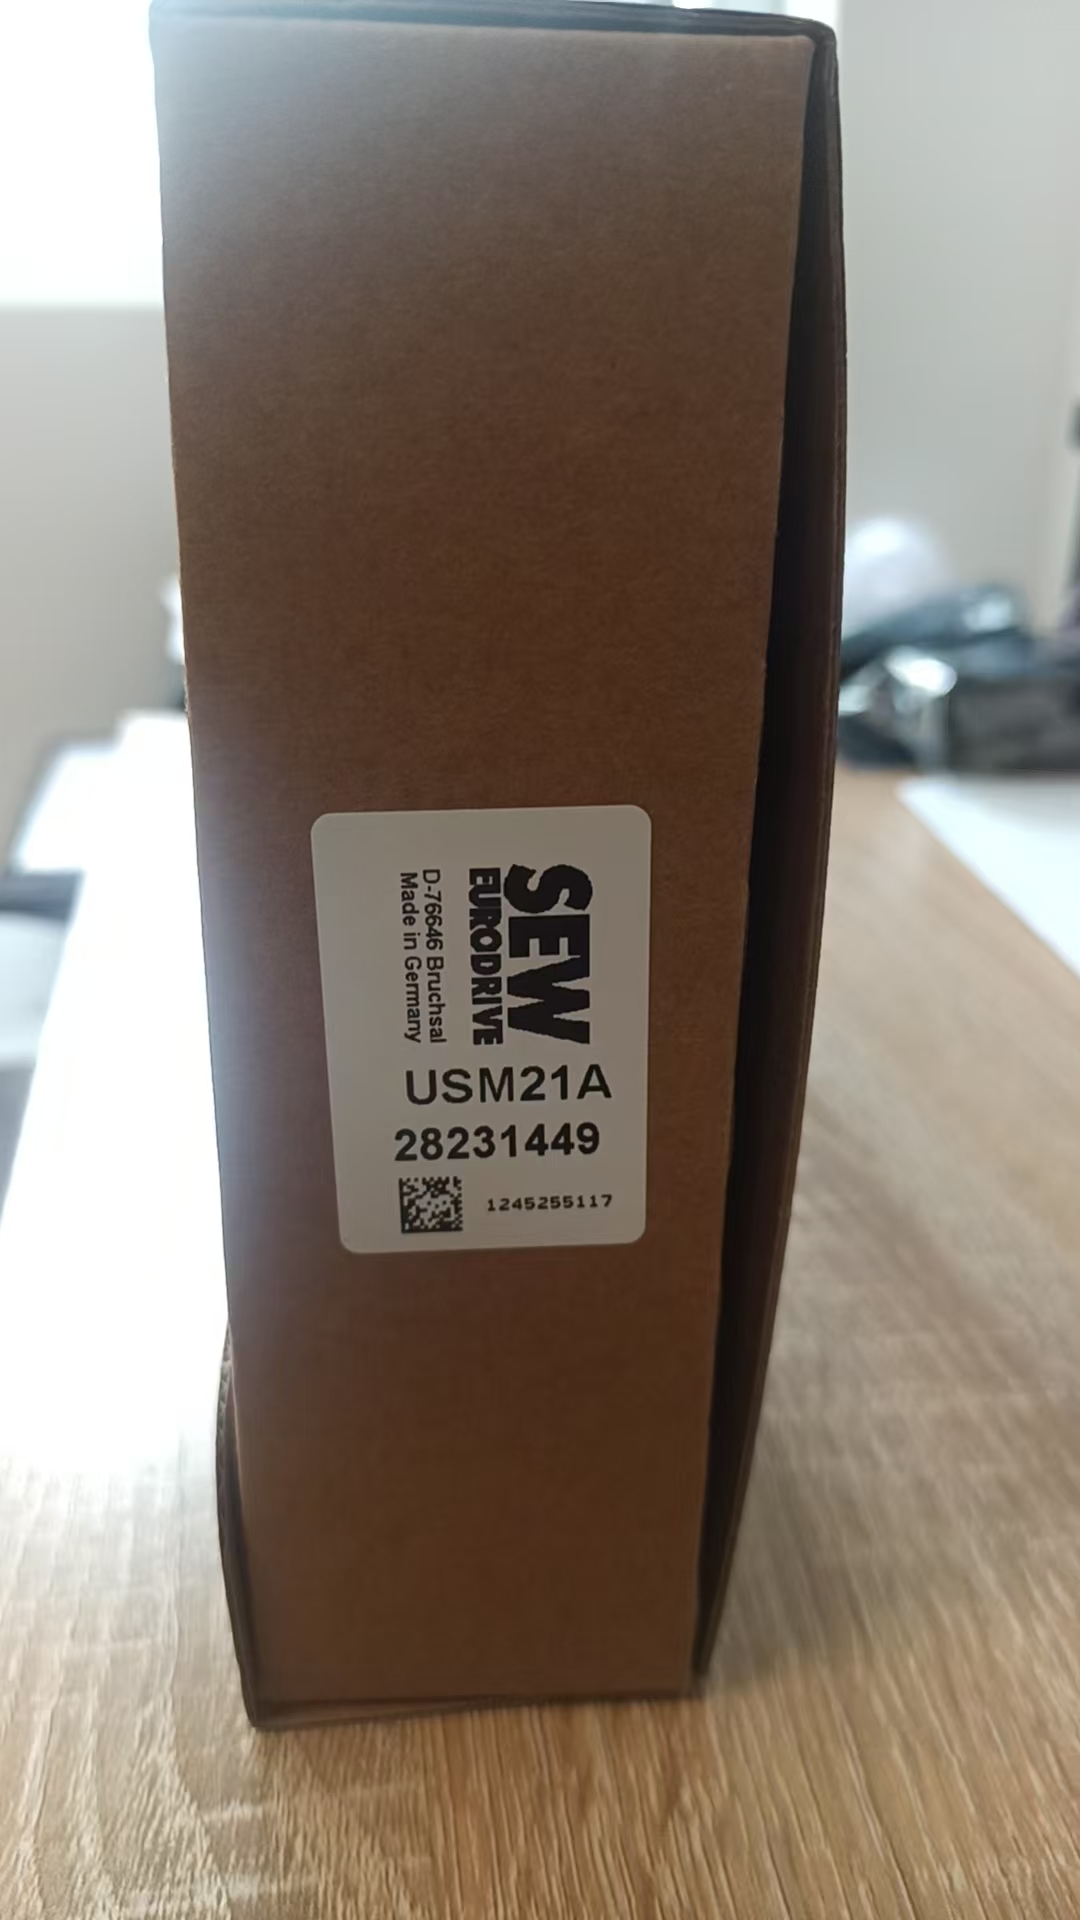 SEW
EURODRIVE
D-76646 Bruchsal
Made in Germany
USM21A
28231449
1245255117